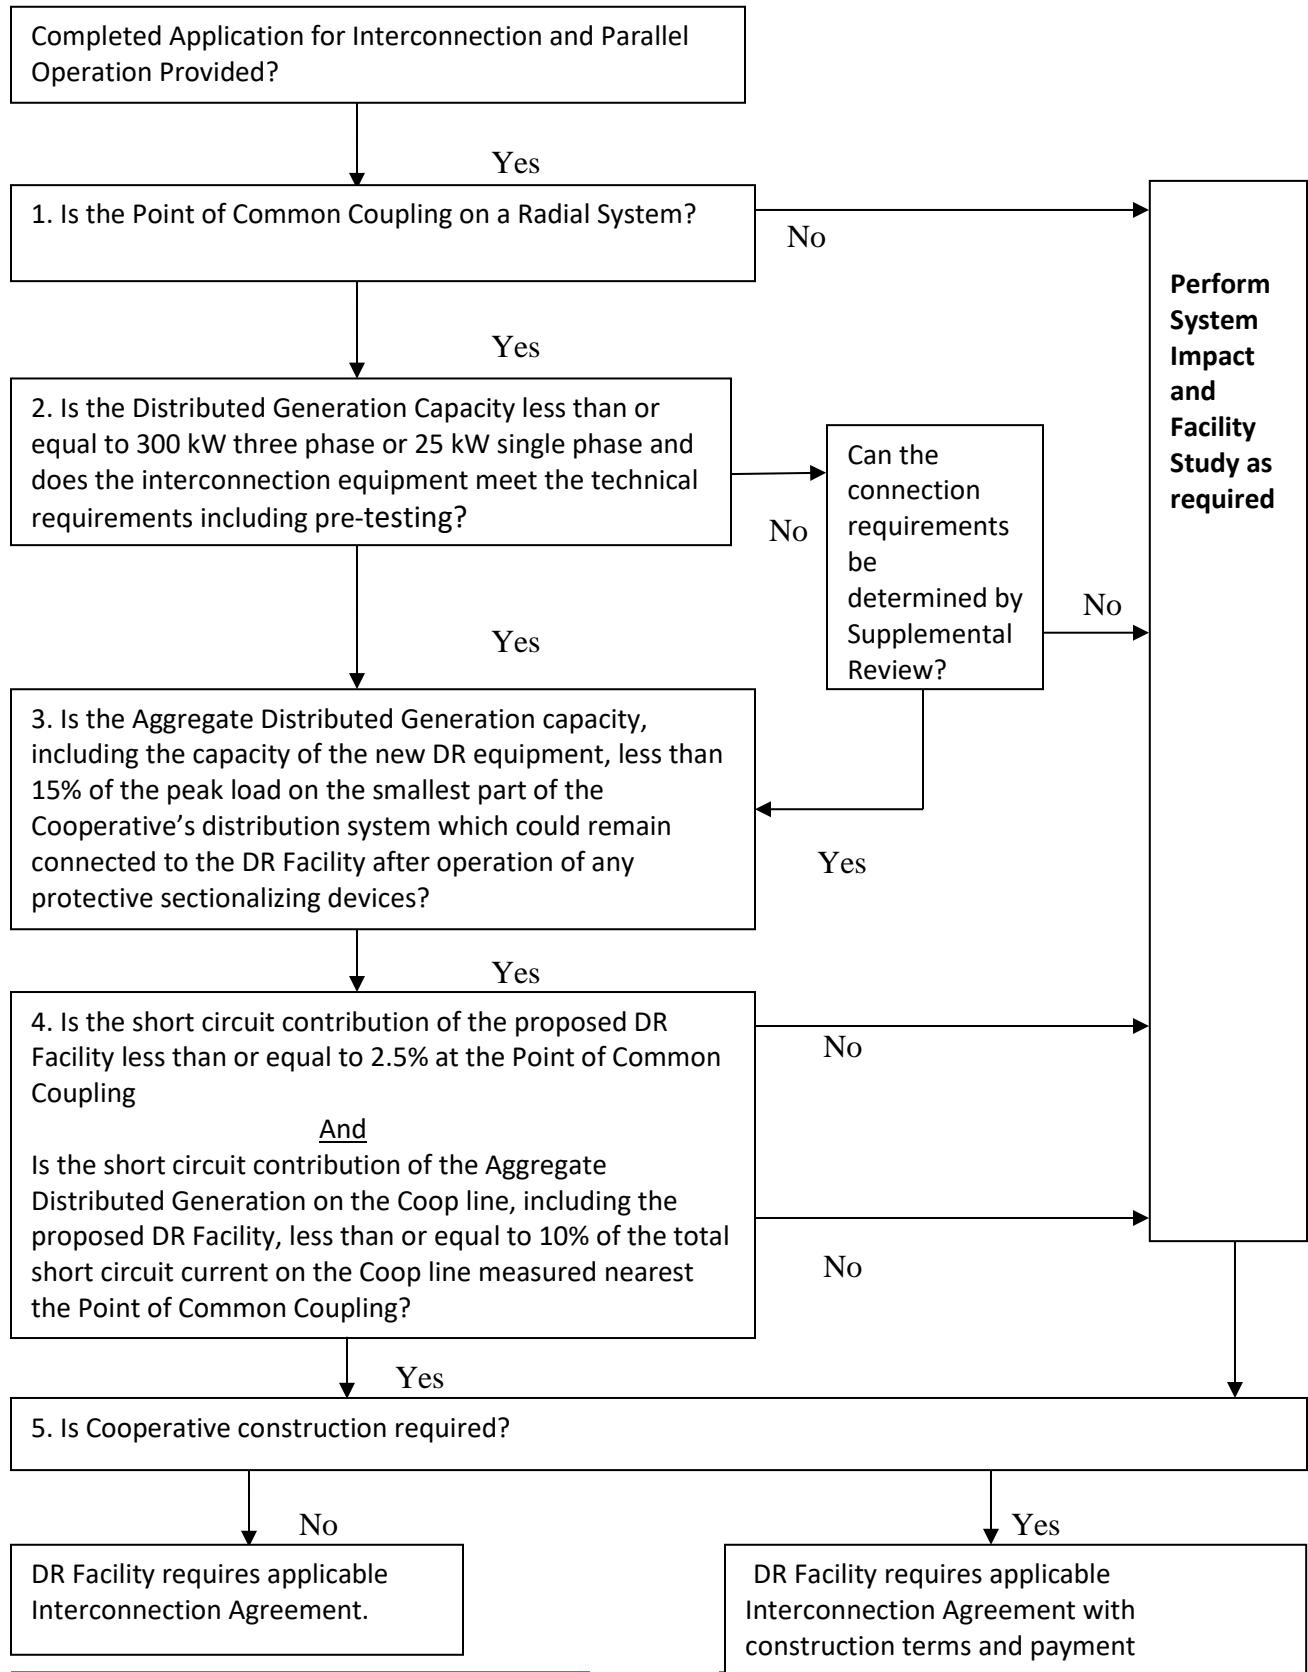 Completed Application for Interconnection and Parallel
Operation Provided?
Yes
1. Is the Point of Common Coupling on a Radial System?
No
Perform
System
Impact
and
Facility
Study as
required
Yes
2. Is the Distributed Generation Capacity less than or
equal to 300 kW three phase or 25 kW single phase and
does the interconnection equipment meet the technical
requirements including pre-testing?
No
Can the
connection
requirements
be
determined by
Supplemental
Review?
No
Yes
Yes
3. Is the Aggregate Distributed Generation capacity,
including the capacity of the new DR equipment, less than
15% of the peak load on the smallest part of the
Cooperative’s distribution system which could remain
connected to the DR Facility after operation of any
protective sectionalizing devices?
Yes
4. Is the short circuit contribution of the proposed DR
Facility less than or equal to 2.5% at the Point of Common
Coupling
And
Is the short circuit contribution of the Aggregate
Distributed Generation on the Coop line, including the
proposed DR Facility, less than or equal to 10% of the total
short circuit current on the Coop line measured nearest
the Point of Common Coupling?
No
No
Yes
5. Is Cooperative construction required?
No
Yes
DR Facility requires applicable
Interconnection Agreement.
DR Facility requires applicable
Interconnection Agreement with
construction terms and payment